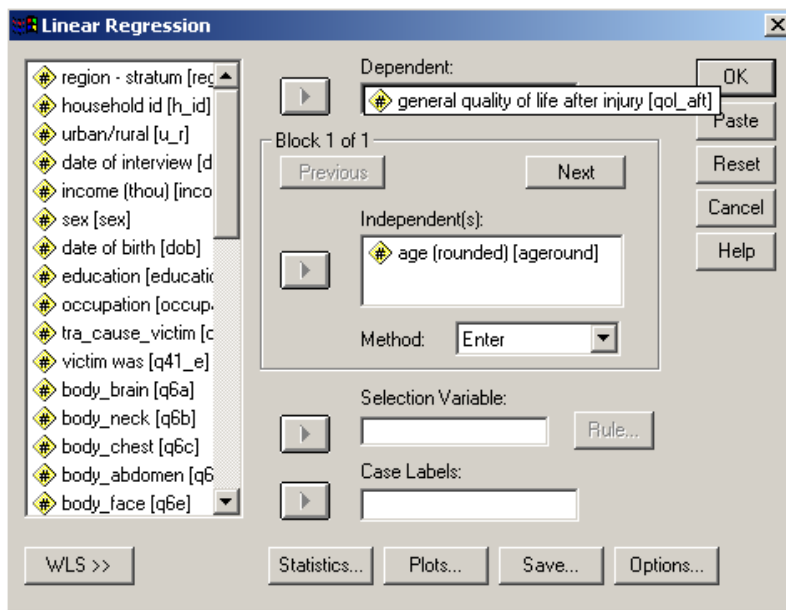 Linear Regression
# region - stratum [reg
# household id [h_id]
# urban/rural [u_r]
# date of interview [d
# income (thou) [inco
# sex [sex]
# date of birth [dob]
# education [educatio
# occupation [occup
# tra_cause_victim [c
# victim was [q41_e]
# body_brain [q6a]
# body_neck [q6b]
# body_chest [q6c]
# body_abdomen [q6
# body_face [q6e]
WLS >>
Dependent:
# general quality of life after injury [qol_aft]
Block 1 of 1
Previous
Next
Independent(s):
# age (rounded) [ageround]
Method:
Enter
Selection Variable:
Rule...
Case Labels:
Statistics...
Plots...
Save...
Options...
OK
Paste
Reset
Cancel
Help